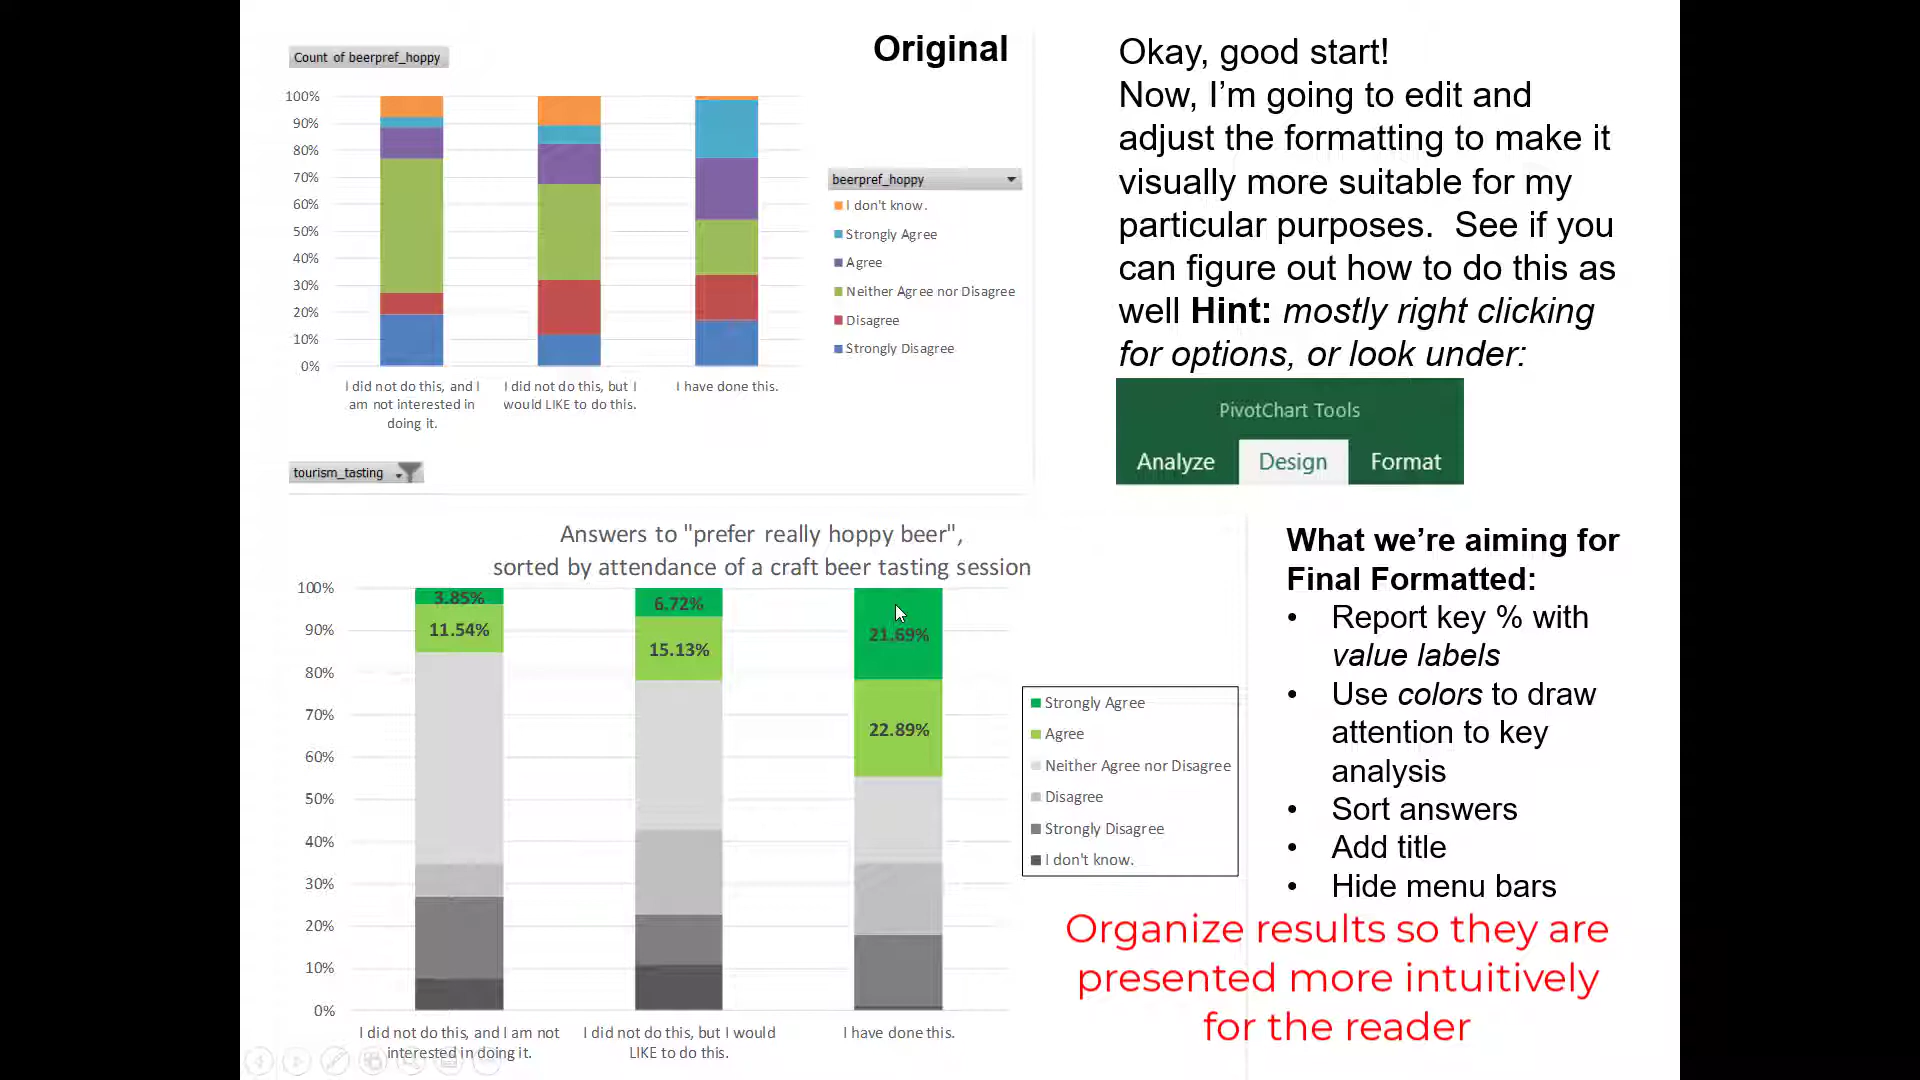 Original
Count of beerpref_hoppy
100%
90%
80%
70%
60%
50%
40%
30%
20%
10%
0%
I did not do this, and I
am not interested in
doing it.
I did not do this, but I
would LIKE to do this.
I have done this.
beerpref_hoppy
I don't know.
Strongly Agree
Agree
Neither Agree nor Disagree
Disagree
Strongly Disagree
tourism_tasting
Okay, good start!
Now, I’m going to edit and
adjust the formatting to make it
visually more suitable for my
particular purposes.  See if you
can figure out how to do this as
well Hint: mostly right clicking
for options, or look under:
PivotChart Tools
Analyze Design Format
Answers to "prefer really hoppy beer",
sorted by attendance of a craft beer tasting session
100%
90%
80%
70%
60%
50%
40%
30%
20%
10%
0%
3.85%
11.54%
6.72%
15.13%
21.69%
22.89%
I did not do this, and I am not
interested in doing it.
I did not do this, but I would
LIKE to do this.
I have done this.
Strongly Agree
Agree
Neither Agree nor Disagree
Disagree
Strongly Disagree
I don't know.
What we’re aiming for
Final Formatted:
• Report key % with
value labels
• Use colors to draw
attention to key
analysis
• Sort answers
• Add title
• Hide menu bars
Organize results so they are
presented more intuitively
for the reader